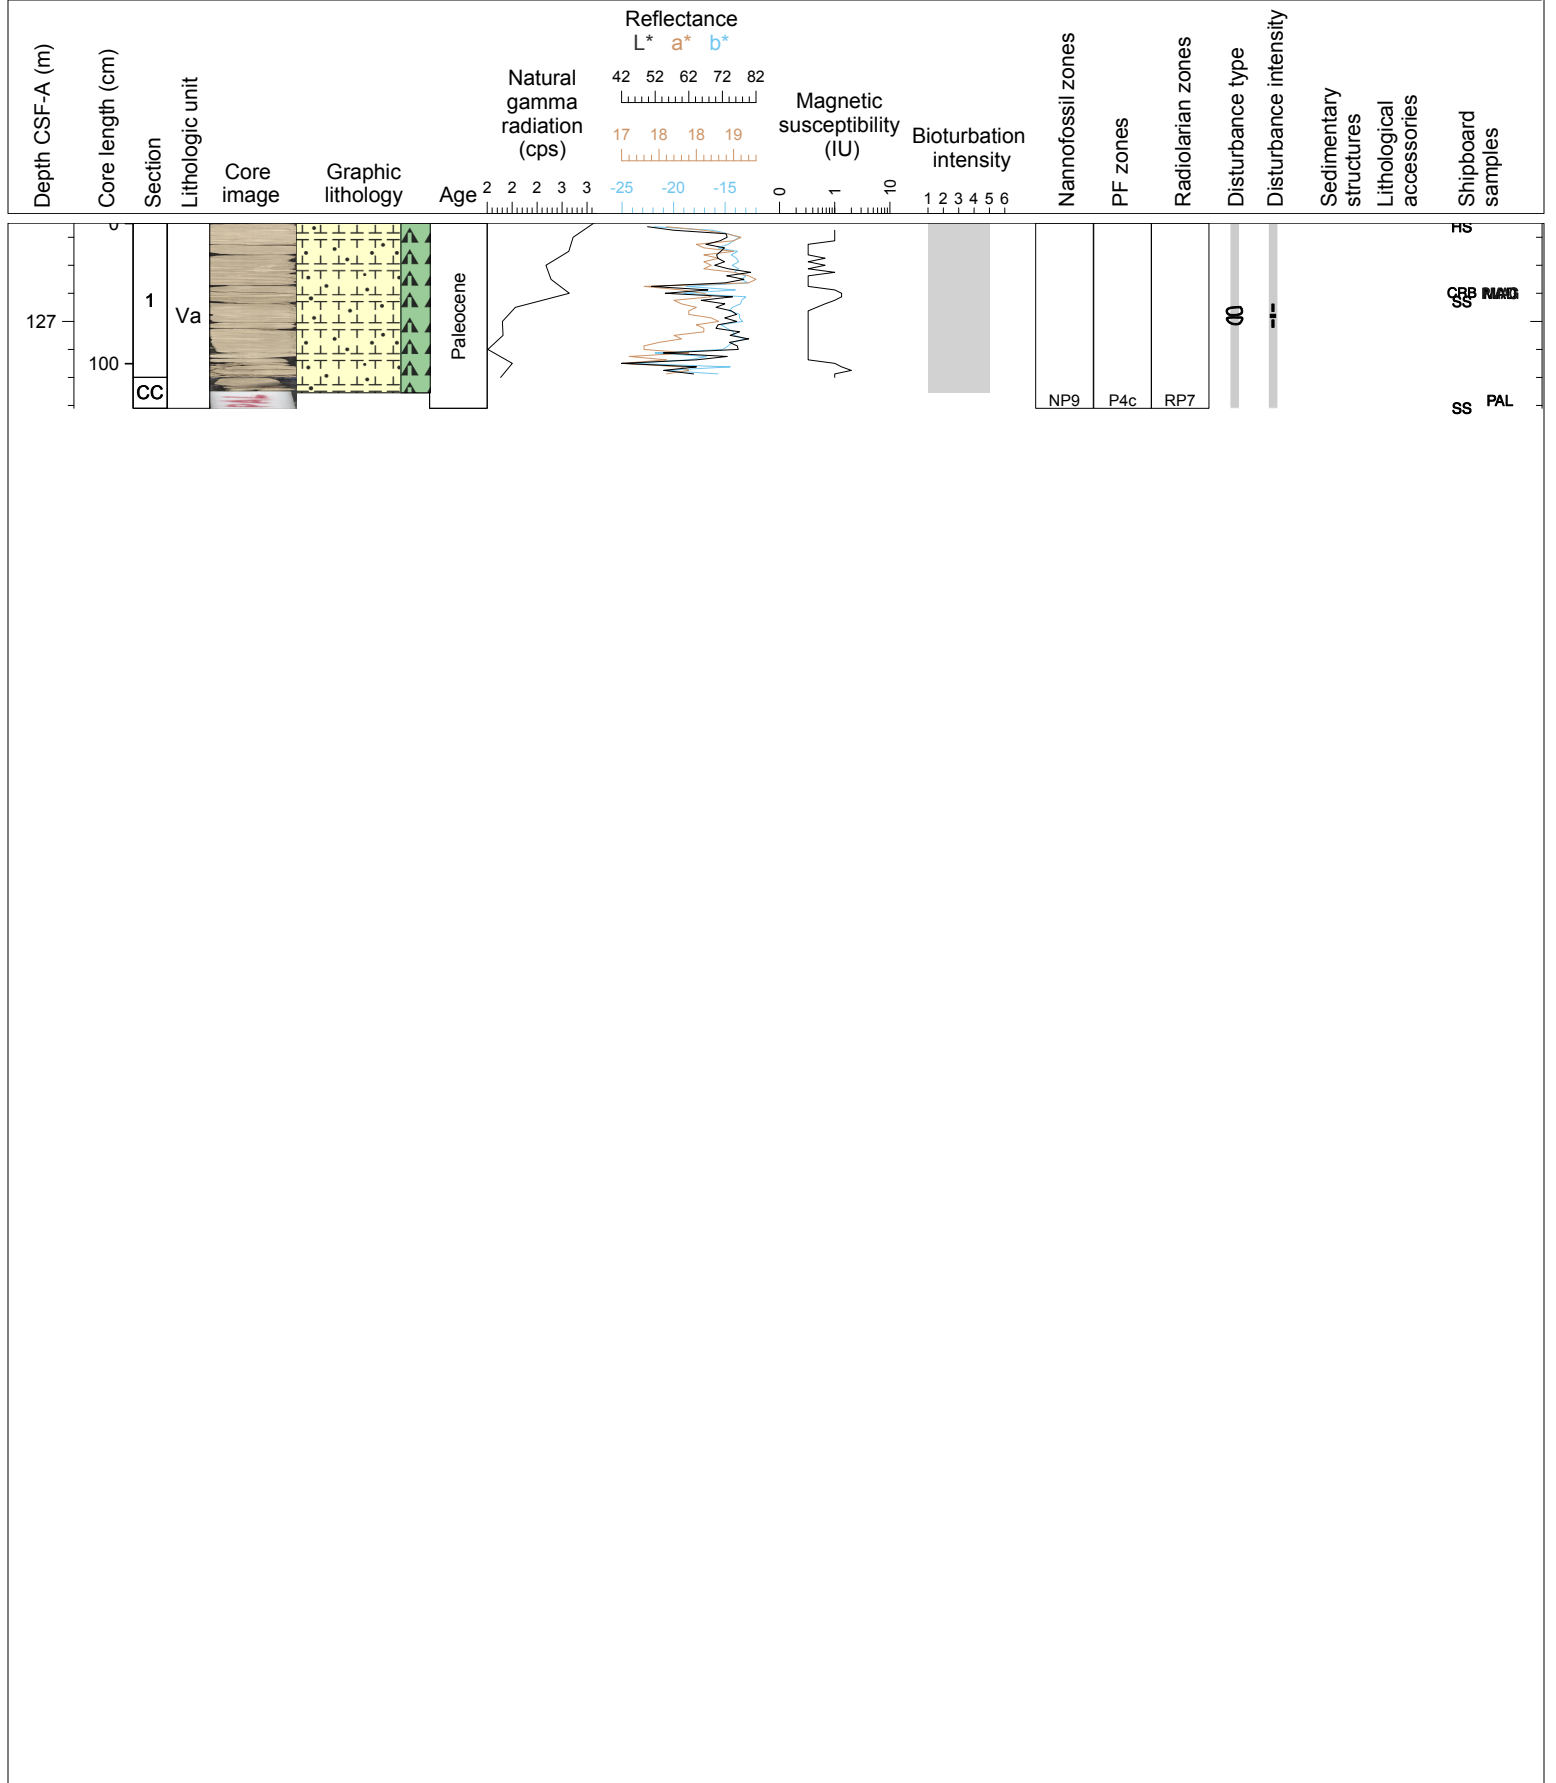 Depth CSF-A (m)
Core length (cm)
Section
Lithologic unit
Core
image
Graphic
lithology
Age
Natural
gamma
radiation
(cps)
2 2 2 3 3
Reflectance
L* a* b*
42 52 62 72 82
17 18 18 19
-25 -20 -15
Magnetic
susceptibility
(IU)
0 1 10
Bioturbation
intensity
1 2 3 4 5 6
Nannofossil zones
PF zones
Radiolarian zones
Disturbance type
Disturbance intensity
Sedimentary
structures
Lithological
accessories
Shipboard
samples
0
HS
1
CRB
SS
Va
127
Paleocene
100
CC
NP9 P4c RP7
PAL
SS